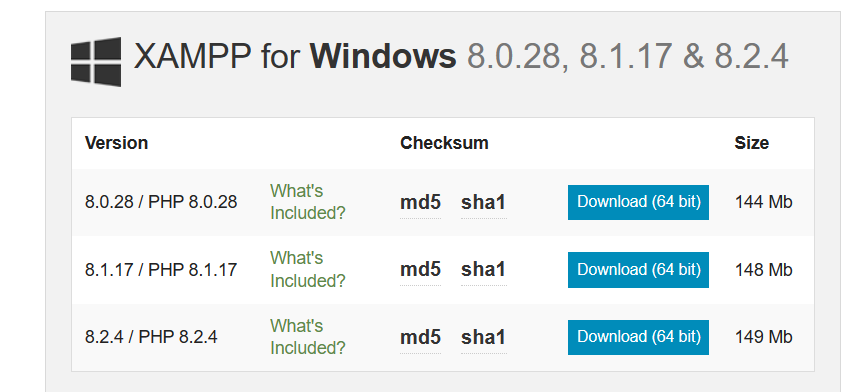 XAMPP for Windows 8.0.28, 8.1.17 & 8.2.4
Version Checksum Size
8.0.28 / PHP 8.0.28 What's Included? md5 sha1 Download (64 bit) 144 Mb
8.1.17 / PHP 8.1.17 What's Included? md5 sha1 Download (64 bit) 148 Mb
8.2.4 / PHP 8.2.4 What's Included? md5 sha1 Download (64 bit) 149 Mb